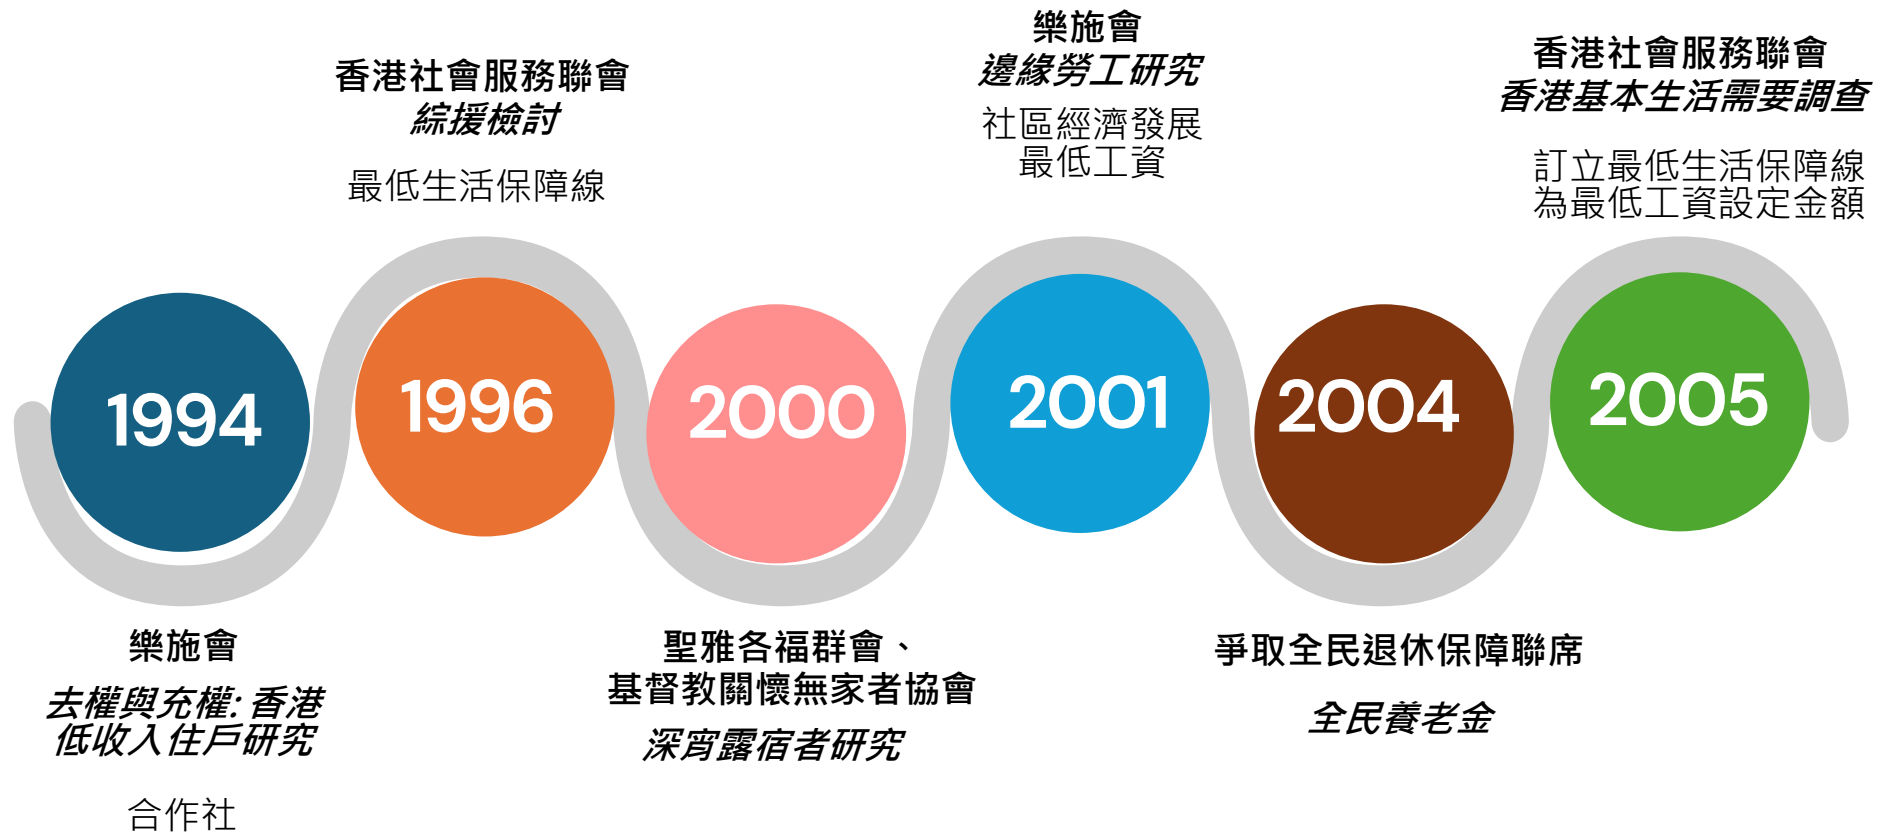 1994
樂施會
去權與充權: 香港
低收入住戶研究
合作社
香港社會服務聯會
綜援檢討
最低生活保障線
1996
2000
聖雅各福群會、
基督教關懷無家者協會
深宵露宿者研究
樂施會
邊緣勞工研究
社區經濟發展
最低工資
2001
2004
爭取全民退休保障聯席
全民養老金
香港社會服務聯會
香港基本生活需要調查
訂立最低生活保障線
為最低工資設定金額
2005